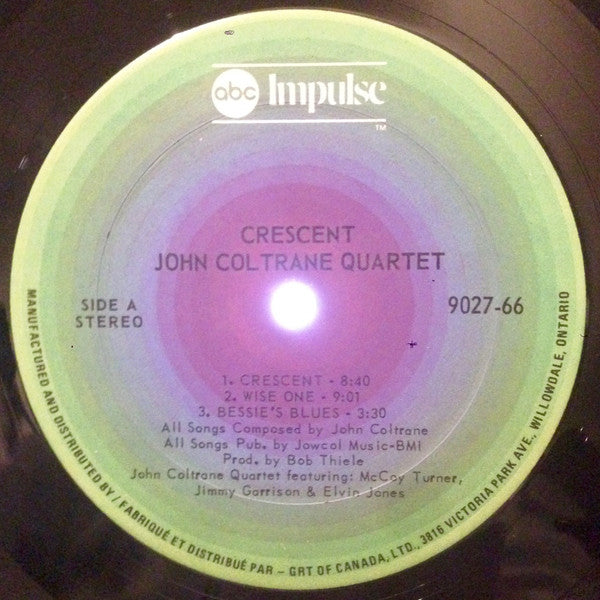 abc Impulse
TM
CRESCENT
JOHN COLTRANE QUARTET
SIDE A
STEREO
9027-66
1. CRESCENT - 8:40
2. WISE ONE - 9:01
3. BESSIE'S BLUES - 3:30
All Songs Composed by John Coltrane
All Songs Pub. by Jowcol Music-BMI
Prod. by Bob Thiele
John Coltrane Quartet featuring: McCoy Turner,
Jimmy Garrison & Elvin Jones
MANUFACTURED AND DISTRIBUTED BY / FABRIQUÉ ET DISTRIBUÉ PAR - GRT OF CANADA, LTD., 3816 VICTORIA PARK AVE., WILLOWDALE, ONTARIO